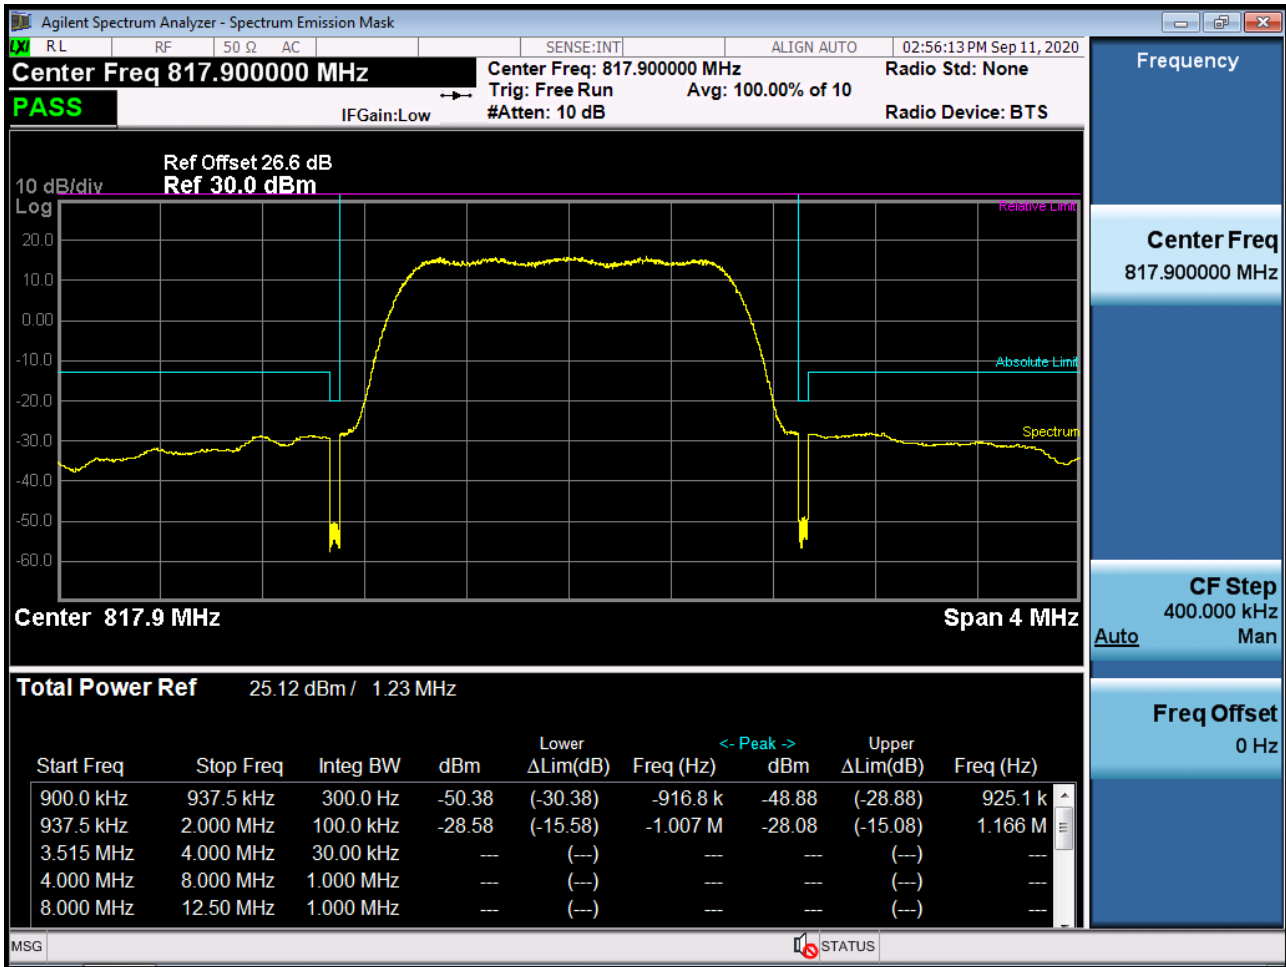 Agilent Spectrum Analyzer - Spectrum Emission Mask
LXI RL RF 50 Ω AC SENSE:INT ALIGN AUTO 02:56:13 PM Sep 11, 2020
Center Freq 817.900000 MHz
Center Freq: 817.900000 MHz
Radio Std: None
Trig: Free Run Avg: 100.00% of 10
PASS
IFGain:Low
#Atten: 10 dB
Radio Device: BTS
Ref Offset 26.6 dB
10 dB/div Ref 30.0 dBm
Log
Relative Limit
20.0
10.0
0.00
-10.0
Absolute Limit
-20.0
-30.0
Spectrum
-40.0
-50.0
-60.0
Center 817.9 MHz Span 4 MHz
Total Power Ref 25.12 dBm / 1.23 MHz
Lower <- Peak -> Upper
Start Freq Stop Freq Integ BW dBm ΔLim(dB) Freq (Hz) dBm ΔLim(dB) Freq (Hz)
900.0 kHz 937.5 kHz 300.0 Hz -50.38 (-30.38) -916.8 k -48.88 (-28.88) 925.1 k
937.5 kHz 2.000 MHz 100.0 kHz -28.58 (-15.58) -1.007 M -28.08 (-15.08) 1.166 M
3.515 MHz 4.000 MHz 30.00 kHz --- (---) --- --- (---) ---
4.000 MHz 8.000 MHz 1.000 MHz --- (---) --- --- (---) ---
8.000 MHz 12.50 MHz 1.000 MHz --- (---) --- --- (---) ---
MSG STATUS
Frequency
Center Freq
817.900000 MHz
CF Step
400.000 kHz
Auto Man
Freq Offset
0 Hz